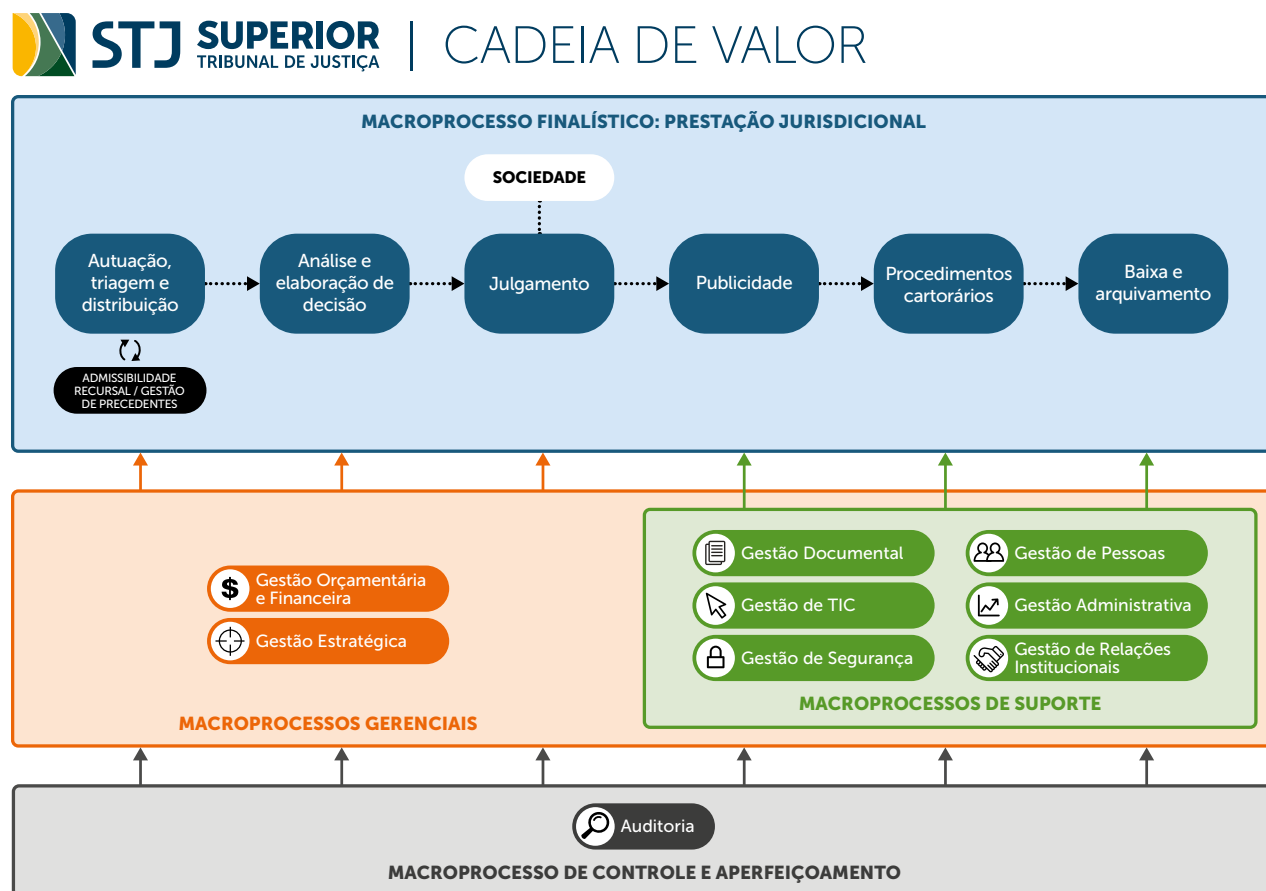 STJ SUPERIOR TRIBUNAL DE JUSTIÇA | CADEIA DE VALOR
MACROPROCESSO FINALÍSTICO: PRESTAÇÃO JURISDICIONAL
SOCIEDADE
Autuação,
triagem e
distribuição
Análise e
elaboração de
decisão
Julgamento
Publicidade
Procedimentos
cartorários
Baixa e
arquivamento
ADMISSIBILIDADE
RECURSAL / GESTÃO
DE PRECEDENTES
Gestão Orçamentária
e Financeira
Gestão Estratégica
MACROPROCESSOS GERENCIAIS
Gestão Documental
Gestão de TIC
Gestão de Segurança
Gestão de Pessoas
Gestão Administrativa
Gestão de Relações
Institucionais
MACROPROCESSOS DE SUPORTE
Auditoria
MACROPROCESSO DE CONTROLE E APERFEIÇOAMENTO